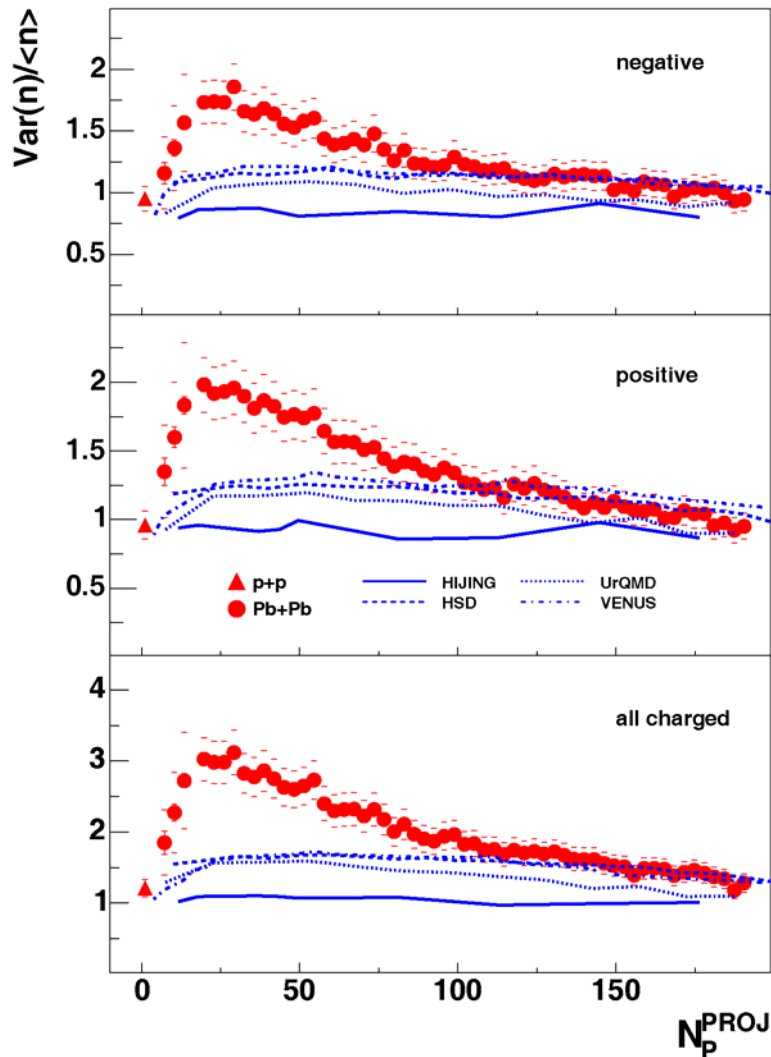 Var(n)/<n>
negative
2
1.5
1
0.5
positive
2
1.5
1
0.5
p+p
Pb+Pb
HIJING
HSD
UrQMD
VENUS
all charged
4
3
2
1
0 50 100 150
N_P^PROJ